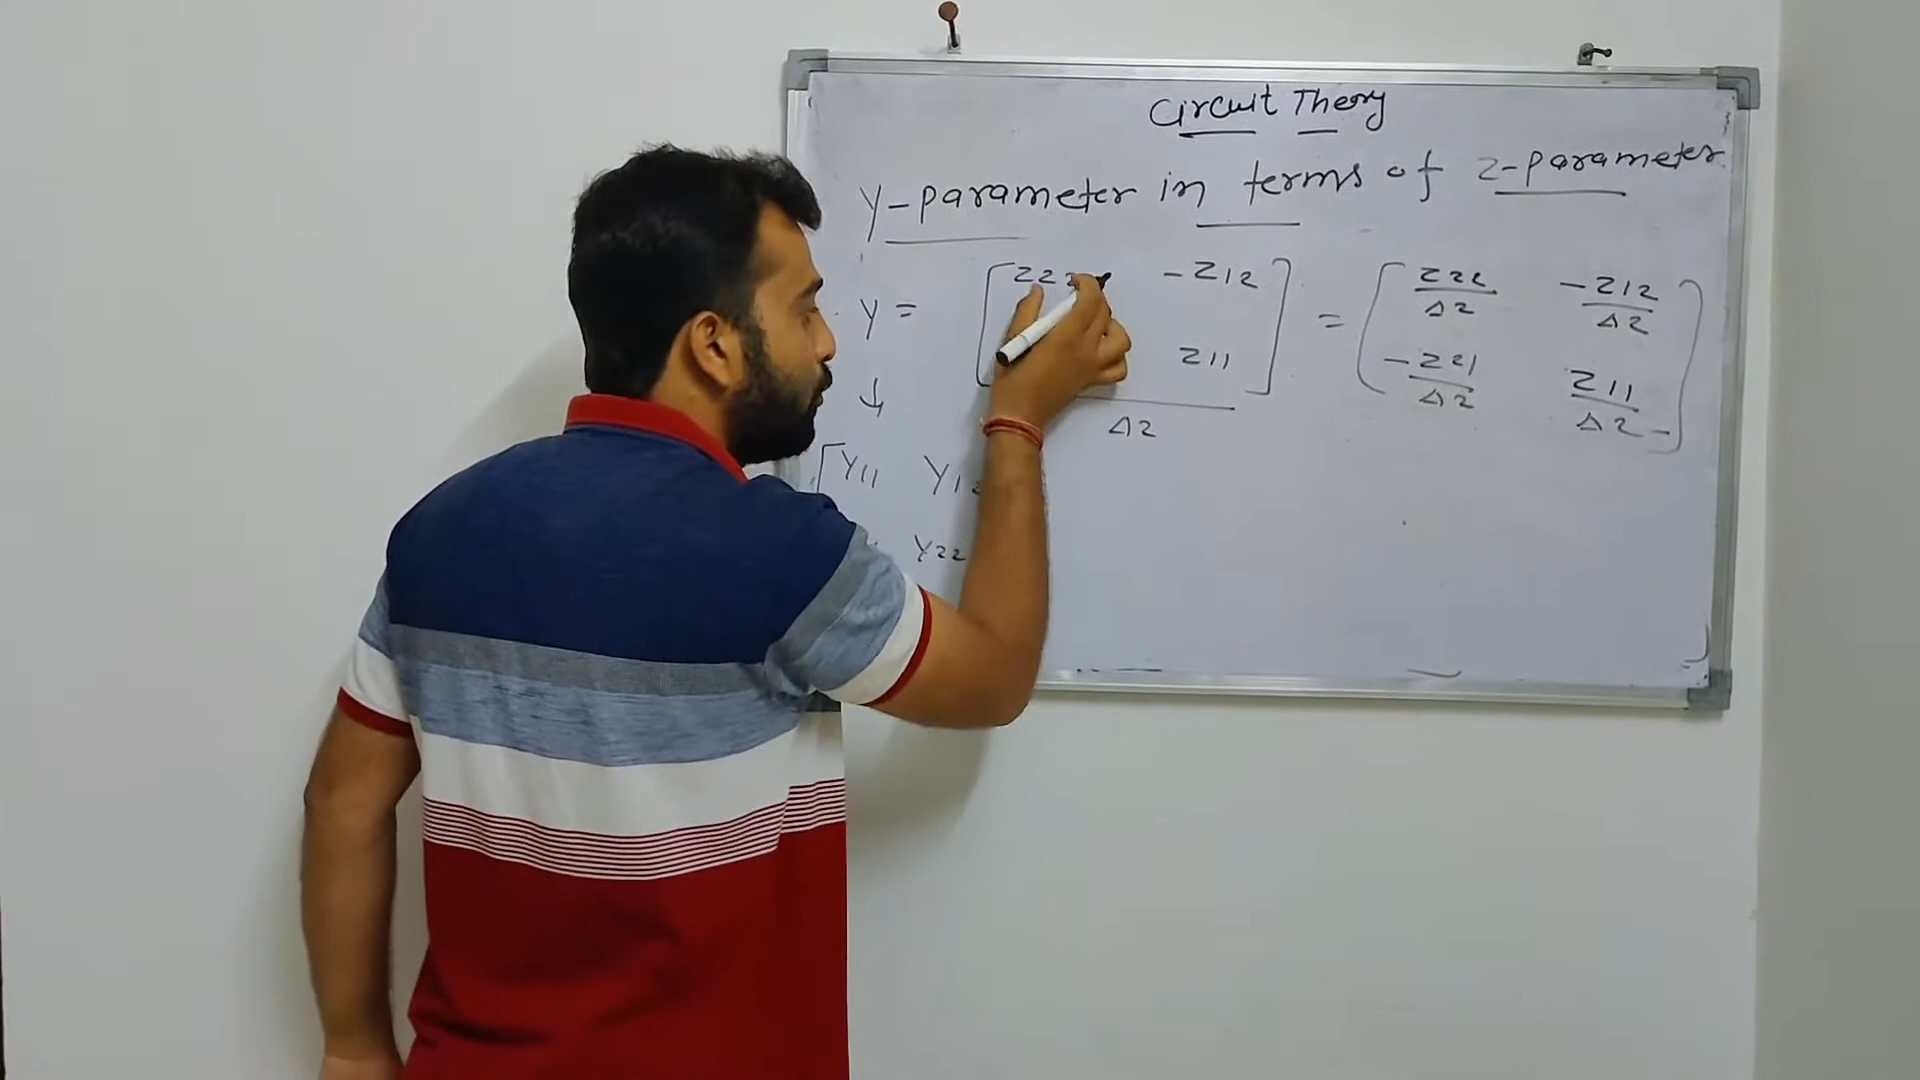 Circuit Theory
Y-parameter in terms of Z-parameter
Y = [Z22 -Z12 = [Z22/ΔZ -Z12/ΔZ]
Z11] [-Z21/ΔZ Z11/ΔZ]
↓ ΔZ
[Y11 Y12
Y22